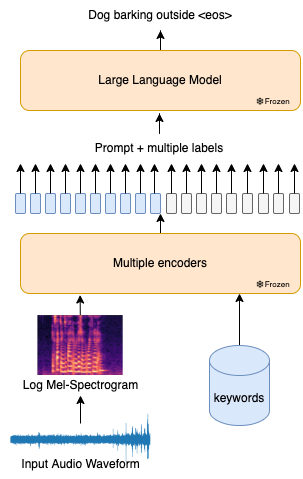 Dog barking outside <eos>
Large Language Model
Frozen
Prompt + multiple labels
Multiple encoders
Frozen
Log Mel-Spectrogram
keywords
Input Audio Waveform